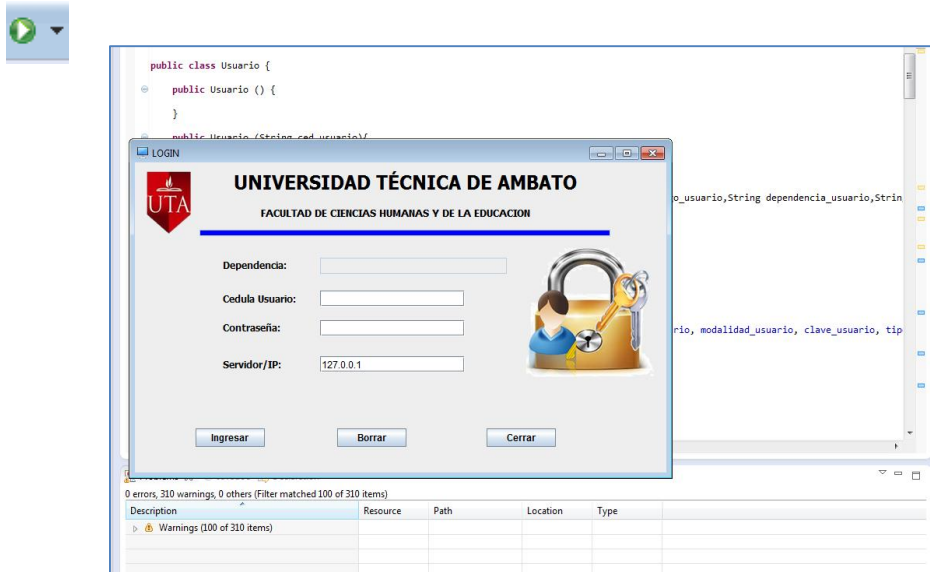 public class Usuario {
public Usuario () {
}
public Usuario (String ced_usuario){
LOGIN
UTA
UNIVERSIDAD TÉCNICA DE AMBATO
FACULTAD DE CIENCIAS HUMANAS Y DE LA EDUCACION
o_usuario,String dependencia_usuario,Strin
Dependencia:
Cedula Usuario:
Contraseña:
rio, modalidad_usuario, clave_usuario, tip
Servidor/IP: 127.0.0.1
Ingresar Borrar Cerrar
0 errors, 310 warnings, 0 others (Filter matched 100 of 310 items)
Description Resource Path Location Type
Warnings (100 of 310 items)